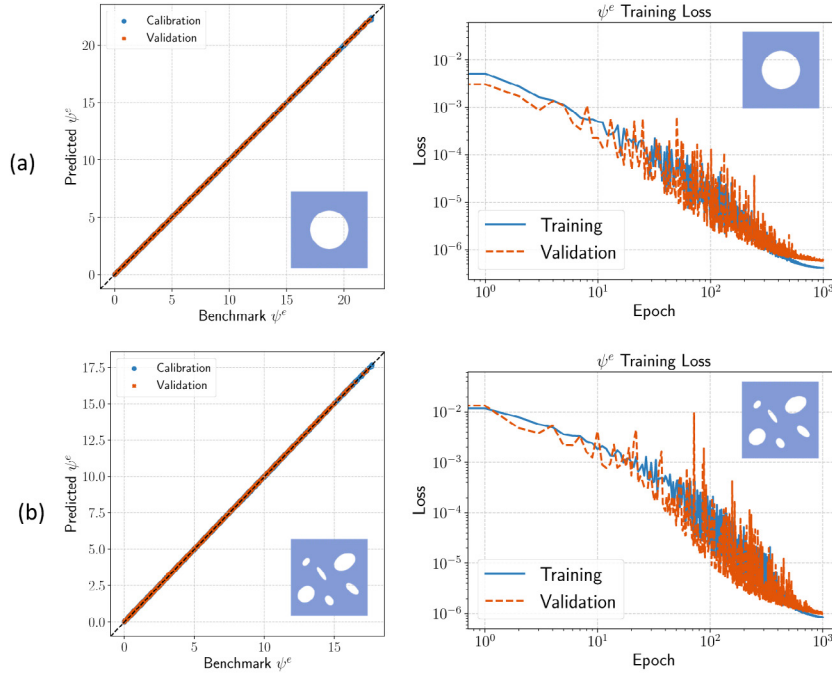 (a)
Calibration
Validation
Predicted ψ^e
20
15
10
5
0
0 5 10 15 20
Benchmark ψ^e
ψ^e Training Loss
Loss
10^−2
10^−3
10^−4
10^−5
10^−6
Training
Validation
10^0 10^1 10^2 10^3
Epoch
(b)
Calibration
Validation
Predicted ψ^e
17.5
15.0
12.5
10.0
7.5
5.0
2.5
0.0
0 5 10 15
Benchmark ψ^e
ψ^e Training Loss
Loss
10^−2
10^−3
10^−4
10^−5
10^−6
Training
Validation
10^0 10^1 10^2 10^3
Epoch